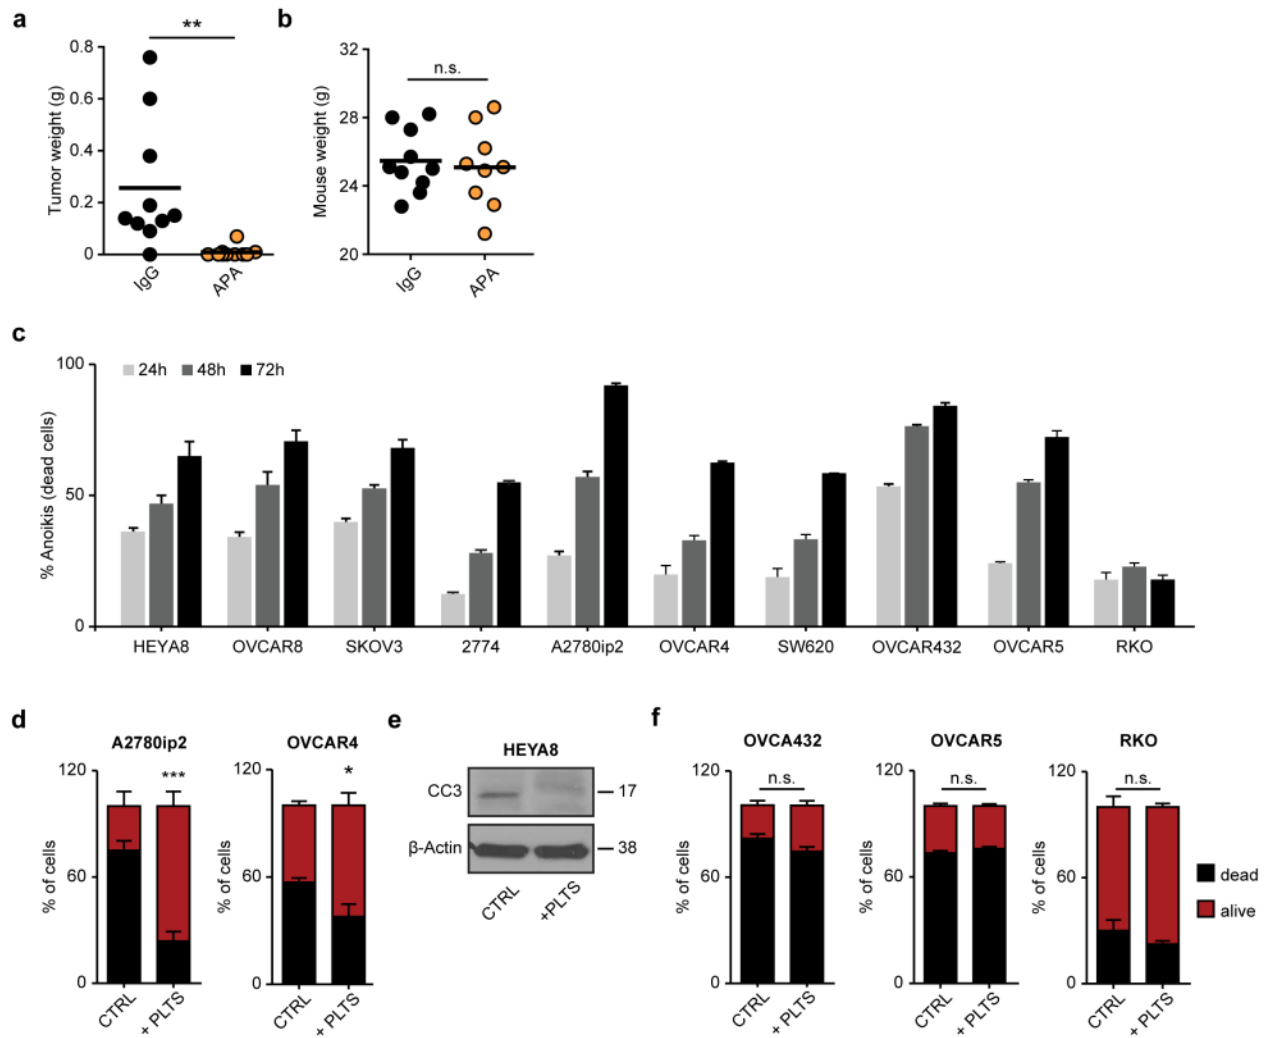 a
**
Tumor weight (g)
0.8
0.6
0.4
0.2
0
IgG
APA
b
n.s.
Mouse weight (g)
32
28
24
20
IgG
APA
c
% Anoikis (dead cells)
100
50
0
24h 48h 72h
HEYA8 OVCAR8 SKOV3 2774 A2780ip2 OVCAR4 SW620 OVCAR432 OVCAR5 RKO
d
A2780ip2
% of cells
120
60
0
***
CTRL
+ PLTS
OVCAR4
% of cells
120
60
0
*
CTRL
+ PLTS
e
HEYA8
CC3
17
β-Actin
38
CTRL
+PLTS
f
OVCA432
% of cells
120
60
0
n.s.
CTRL
+ PLTS
OVCAR5
% of cells
120
60
0
n.s.
CTRL
+ PLTS
RKO
% of cells
120
60
0
n.s.
CTRL
+ PLTS
dead
alive